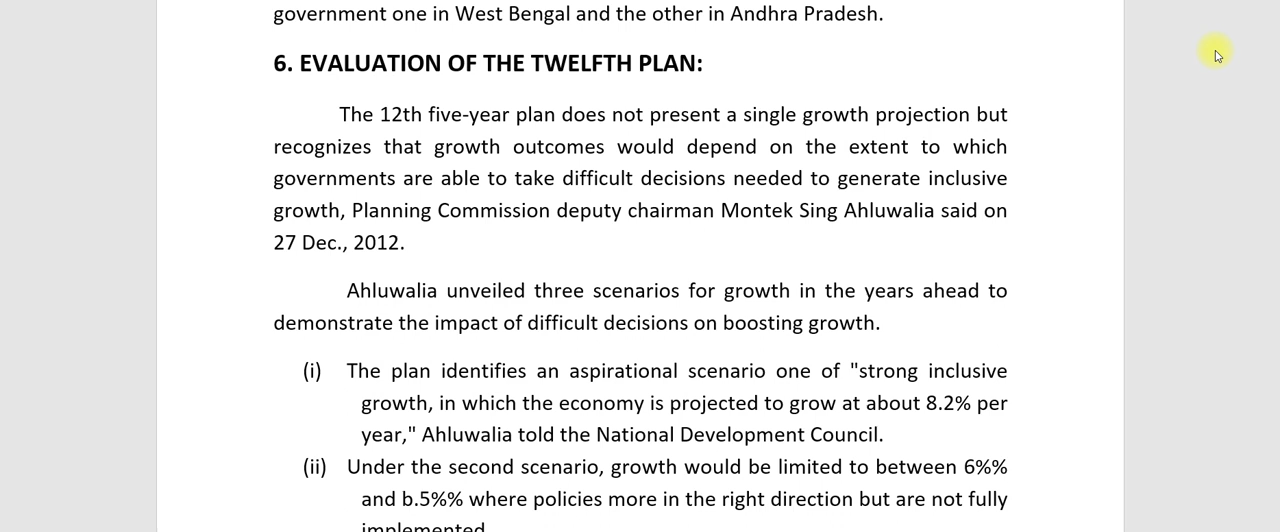 government one in West Bengal and the other in Andhra Pradesh.
6. EVALUATION OF THE TWELFTH PLAN:
The 12th five-year plan does not present a single growth projection but
recognizes that growth outcomes would depend on the extent to which
governments are able to take difficult decisions needed to generate inclusive
growth, Planning Commission deputy chairman Montek Sing Ahluwalia said on
27 Dec., 2012.
Ahluwalia unveiled three scenarios for growth in the years ahead to
demonstrate the impact of difficult decisions on boosting growth.
(i) The plan identifies an aspirational scenario one of "strong inclusive
growth, in which the economy is projected to grow at about 8.2% per
year," Ahluwalia told the National Development Council.
(ii) Under the second scenario, growth would be limited to between 6%%
and b.5%% where policies more in the right direction but are not fully
implemented